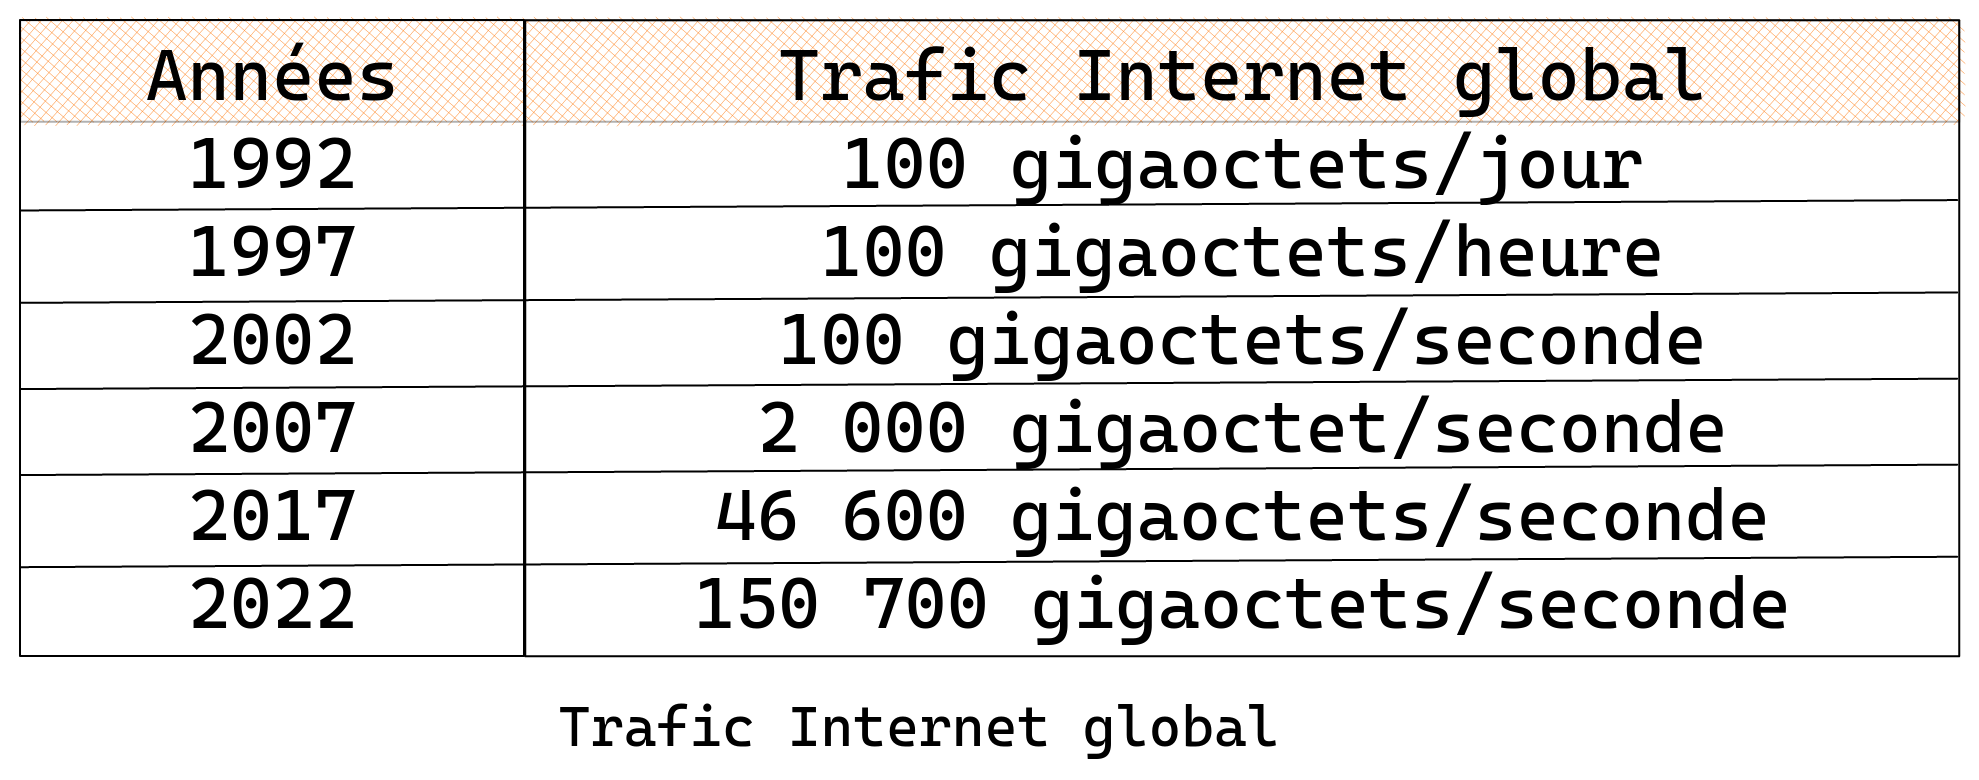 Années Trafic Internet global
1992 100 gigaoctets/jour
1997 100 gigaoctets/heure
2002 100 gigaoctets/seconde
2007 2 000 gigaoctet/seconde
2017 46 600 gigaoctets/seconde
2022 150 700 gigaoctets/seconde
Trafic Internet global